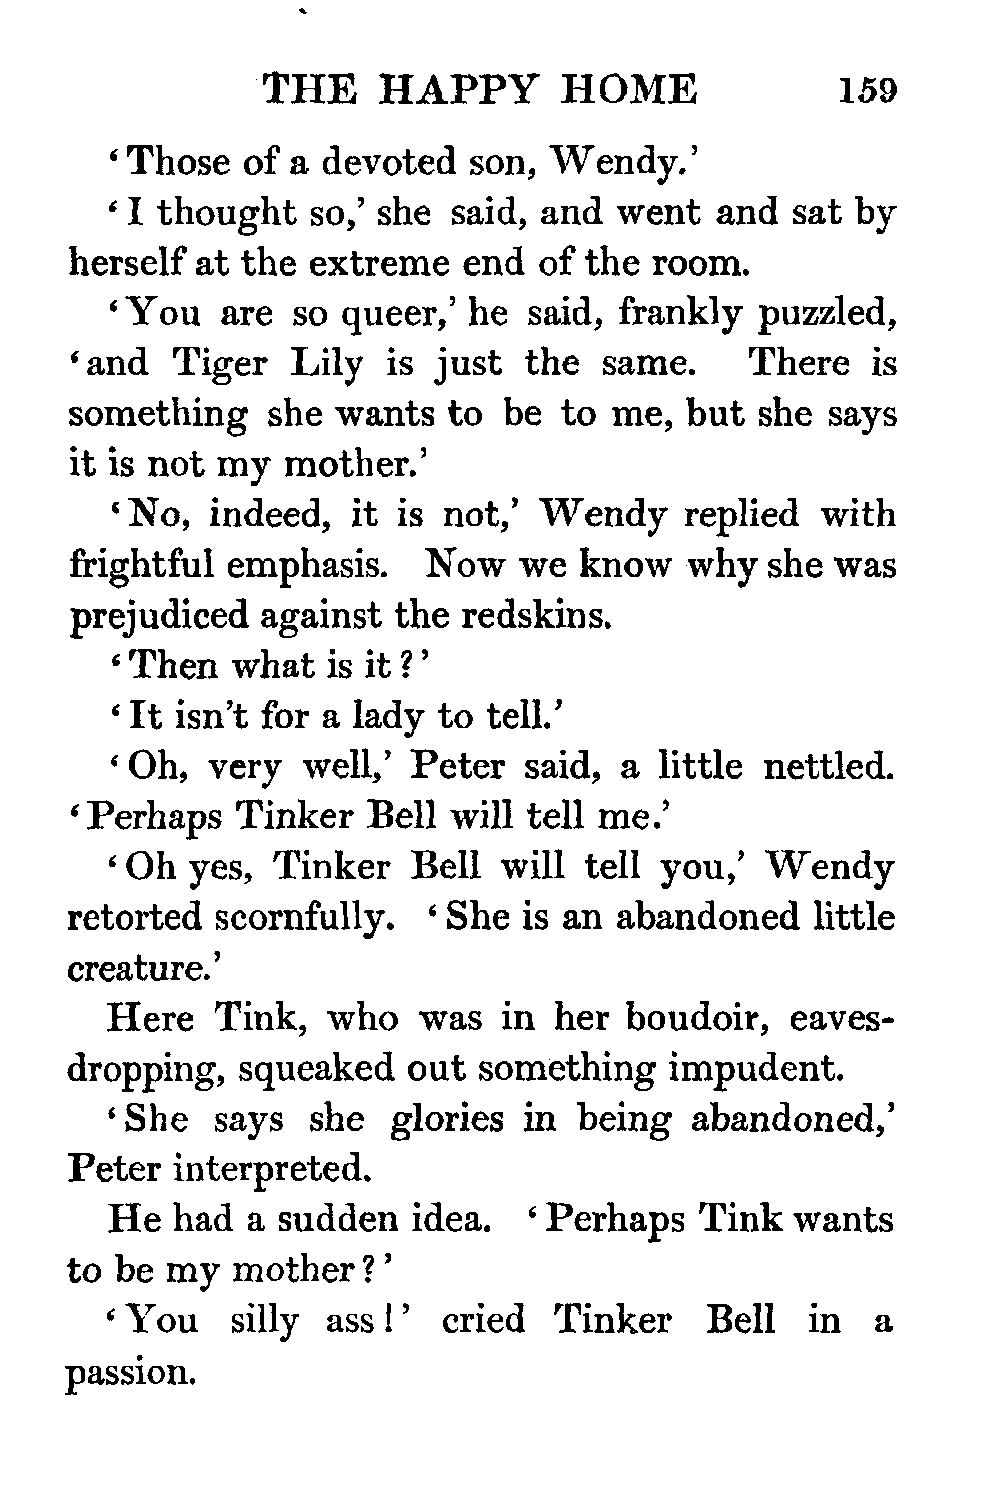 THE HAPPY HOME 159
‘Those of a devoted son, Wendy.’
‘I thought so,’ she said, and went and sat by
herself at the extreme end of the room.
‘You are so queer,’ he said, frankly puzzled,
‘and Tiger Lily is just the same. There is
something she wants to be to me, but she says
it is not my mother.’
‘No, indeed, it is not,’ Wendy replied with
frightful emphasis. Now we know why she was
prejudiced against the redskins.
‘Then what is it?’
‘It isn’t for a lady to tell.’
‘Oh, very well,’ Peter said, a little nettled.
‘Perhaps Tinker Bell will tell me.’
‘Oh yes, Tinker Bell will tell you,’ Wendy
retorted scornfully. ‘She is an abandoned little
creature.’
Here Tink, who was in her boudoir, eaves-
dropping, squeaked out something impudent.
‘She says she glories in being abandoned,’
Peter interpreted.
He had a sudden idea. ‘Perhaps Tink wants
to be my mother?’
‘You silly ass!’ cried Tinker Bell in a
passion.